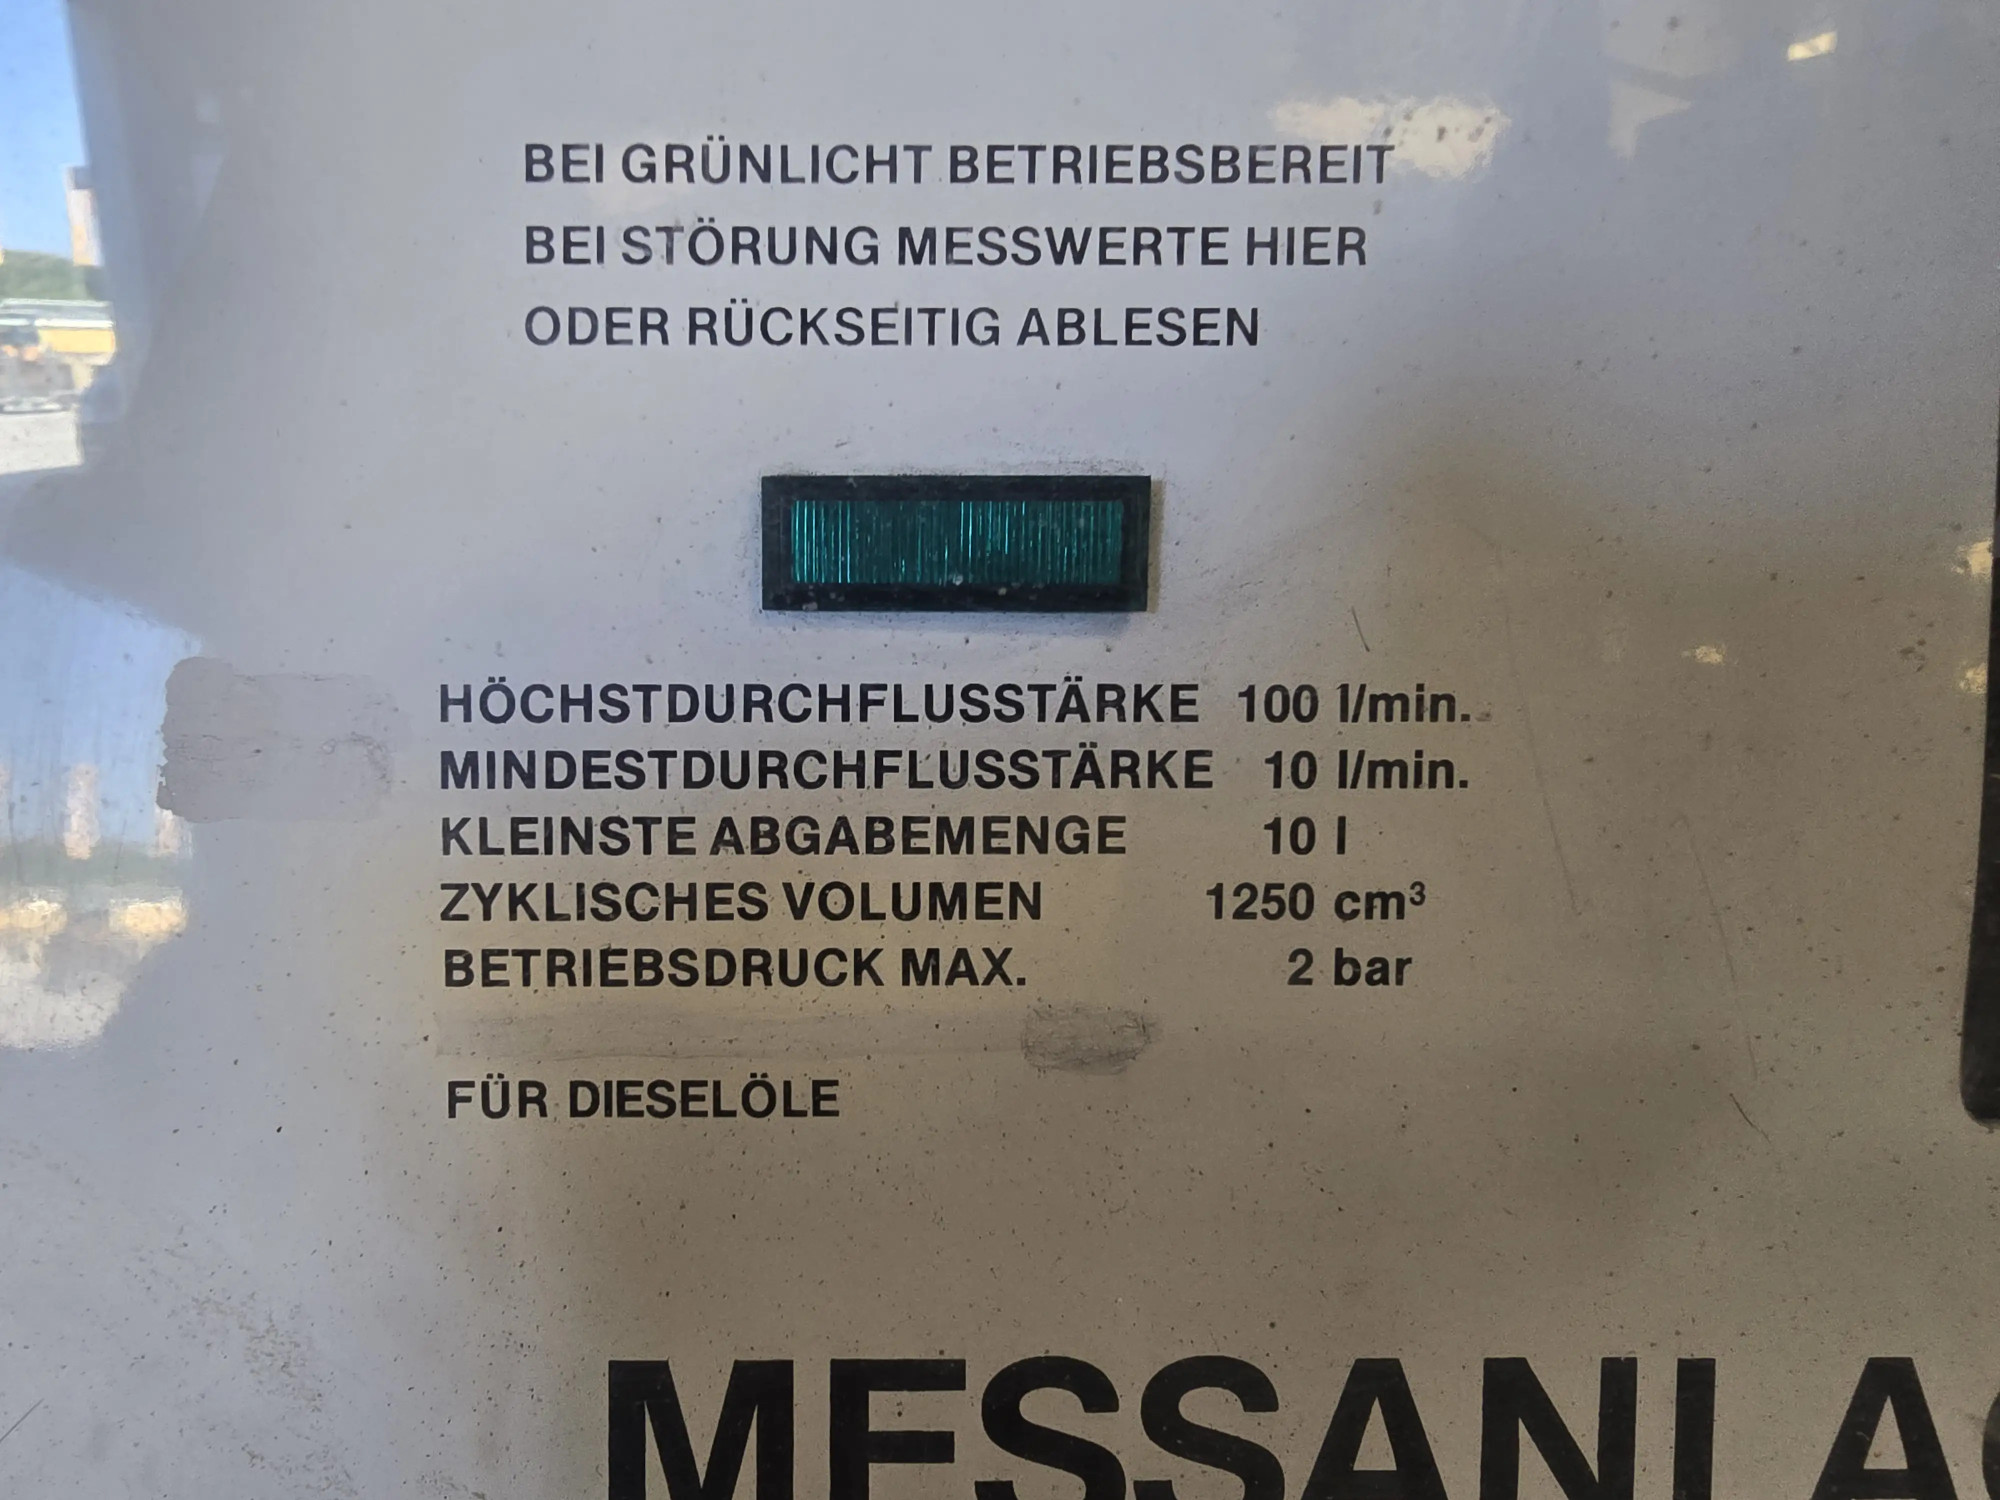 BEI GRÜNLICHT BETRIEBSBEREIT
BEI STÖRUNG MESSWERTE HIER
ODER RÜCKSEITIG ABLESEN
HÖCHSTDURCHFLUSSTÄRKE 100 l/min.
MINDESTDURCHFLUSSTÄRKE 10 l/min.
KLEINSTE ABGABEMENGE 10 l
ZYKLISCHES VOLUMEN 1250 cm³
BETRIEBSDRUCK MAX. 2 bar
FÜR DIESELÖLE
MESSANLAG